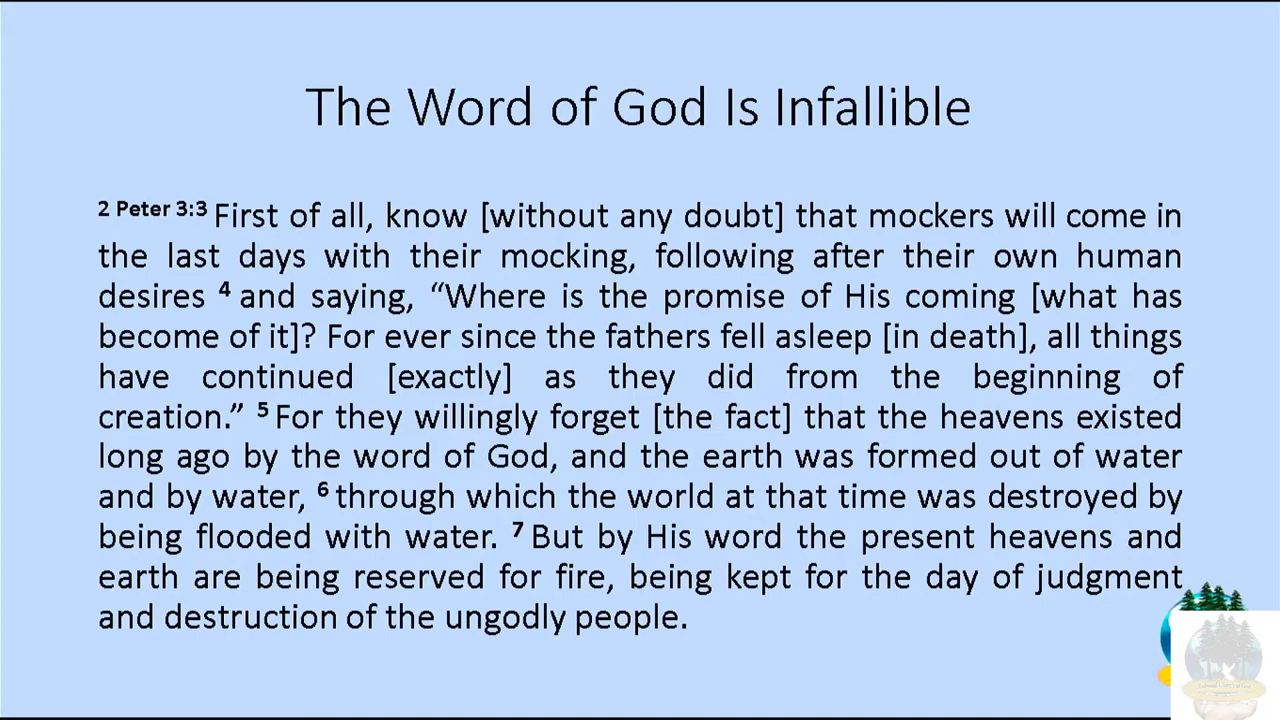 The Word of God Is Infallible
2 Peter 3:3 First of all, know [without any doubt] that mockers will come in
the last days with their mocking, following after their own human
desires 4 and saying, “Where is the promise of His coming [what has
become of it]? For ever since the fathers fell asleep [in death], all things
have continued [exactly] as they did from the beginning of
creation.” 5 For they willingly forget [the fact] that the heavens existed
long ago by the word of God, and the earth was formed out of water
and by water, 6 through which the world at that time was destroyed by
being flooded with water. 7 But by His word the present heavens and
earth are being reserved for fire, being kept for the day of judgment
and destruction of the ungodly people.